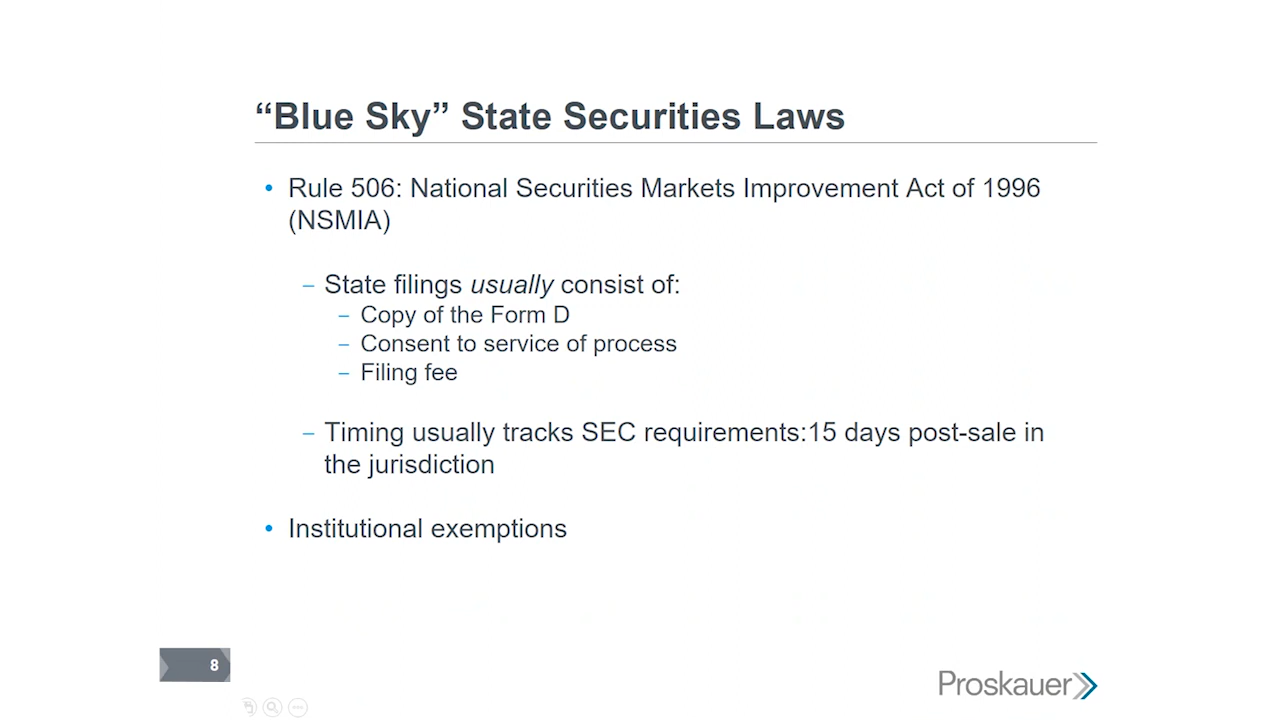 “Blue Sky” State Securities Laws
• Rule 506: National Securities Markets Improvement Act of 1996
(NSMIA)
– State filings usually consist of:
– Copy of the Form D
– Consent to service of process
– Filing fee
– Timing usually tracks SEC requirements:15 days post-sale in
the jurisdiction
• Institutional exemptions
8
Proskauer